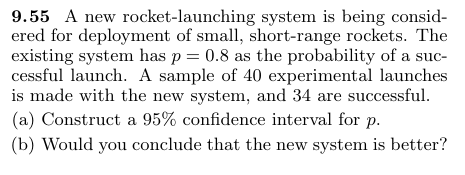 9.55 A new rocket-launching system is being consid-
ered for deployment of small, short-range rockets. The
existing system has p = 0.8 as the probability of a suc-
cessful launch. A sample of 40 experimental launches
is made with the new system, and 34 are successful.
(a) Construct a 95% confidence interval for p.
(b) Would you conclude that the new system is better?